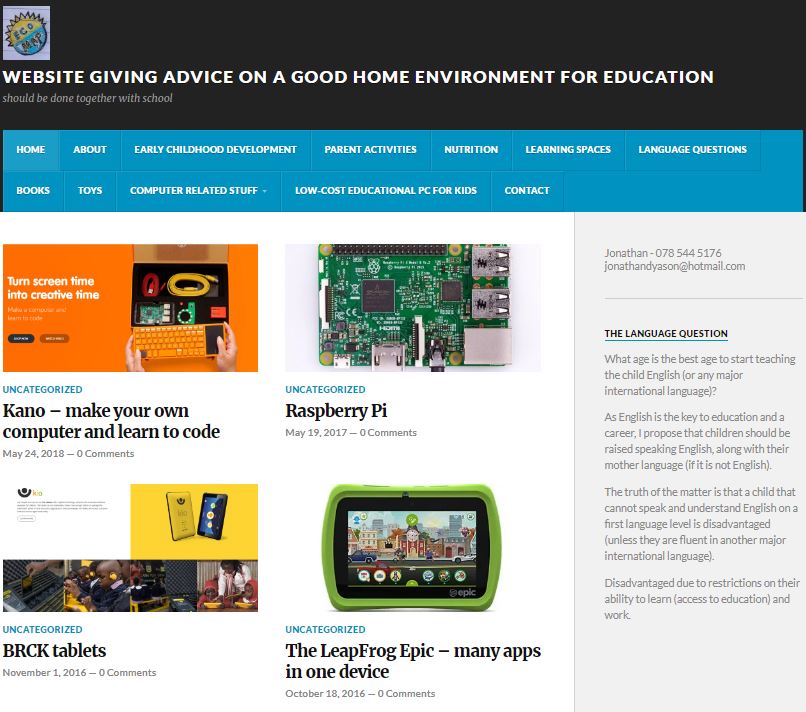 ECO
MAP
WEBSITE GIVING ADVICE ON A GOOD HOME ENVIRONMENT FOR EDUCATION
should be done together with school
HOME
ABOUT
EARLY CHILDHOOD DEVELOPMENT
PARENT ACTIVITIES
NUTRITION
LEARNING SPACES
LANGUAGE QUESTIONS
BOOKS
TOYS
COMPUTER RELATED STUFF
LOW-COST EDUCATIONAL PC FOR KIDS
CONTACT
Turn screen time
into creative time
Make a computer and
learn to code
Raspberry Pi 3 Model B V1.2
HDMI
UNCATEGORIZED
Kano – make your own
computer and learn to code
May 24, 2018 — 0 Comments
UNCATEGORIZED
Raspberry Pi
May 19, 2017 — 0 Comments
kio
epic
UNCATEGORIZED
BRCK tablets
November 1, 2016 — 0 Comments
UNCATEGORIZED
The LeapFrog Epic – many apps
in one device
October 18, 2016 — 0 Comments
Jonathan - 078 544 5176
jonathandyason@hotmail.com
THE LANGUAGE QUESTION
What age is the best age to start teaching
the child English (or any major
international language)?
As English is the key to education and a
career, I propose that children should be
raised speaking English, along with their
mother language (if it is not English).
The truth of the matter is that a child that
cannot speak and understand English on a
first language level is disadvantaged
(unless they are fluent in another major
international language).
Disadvantaged due to restrictions on their
ability to learn (access to education) and
work.